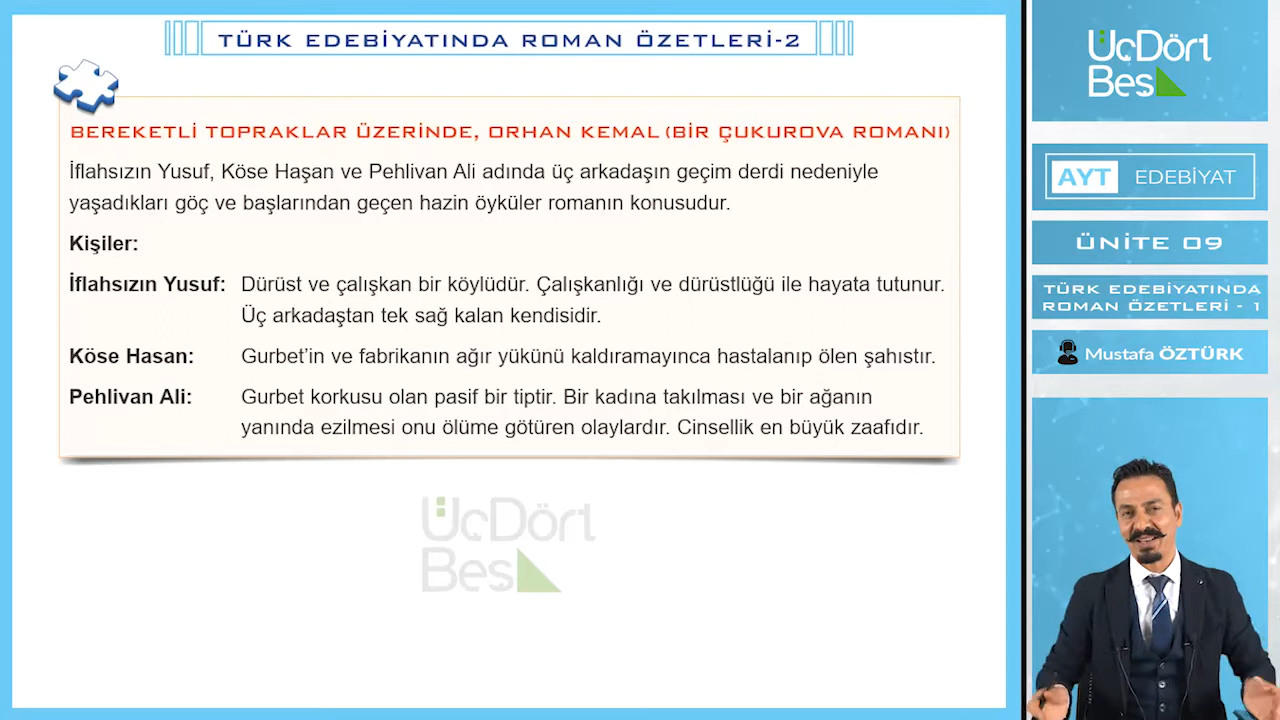 TÜRK EDEBİYATINDA ROMAN ÖZETLERİ-2
BEREKETLİ TOPRAKLAR ÜZERİNDE, ORHAN KEMAL (BİR ÇUKUROVA ROMANI)
İflahsızın Yusuf, Köse Haşan ve Pehlivan Ali adında üç arkadaşın geçim derdi nedeniyle
yaşadıkları göç ve başlarından geçen hazin öyküler romanın konusudur.
Kişiler:
İflahsızın Yusuf: Dürüst ve çalışkan bir köylüdür. Çalışkanlığı ve dürüstlüğü ile hayata tutunur.
Üç arkadaştan tek sağ kalan kendisidir.
Köse Hasan: Gurbet’in ve fabrikanın ağır yükünü kaldıramayınca hastalanıp ölen şahıstır.
Pehlivan Ali: Gurbet korkusu olan pasif bir tiptir. Bir kadına takılması ve bir ağanın
yanında ezilmesi onu ölüme götüren olaylardır. Cinsellik en büyük zaafıdır.
ÜçDört
Beş
ÜçDört
Beş
AYT EDEBİYAT
ÜNİTE 09
TÜRK EDEBİYATINDA
ROMAN ÖZETLERİ - 1
Mustafa ÖZTÜRK